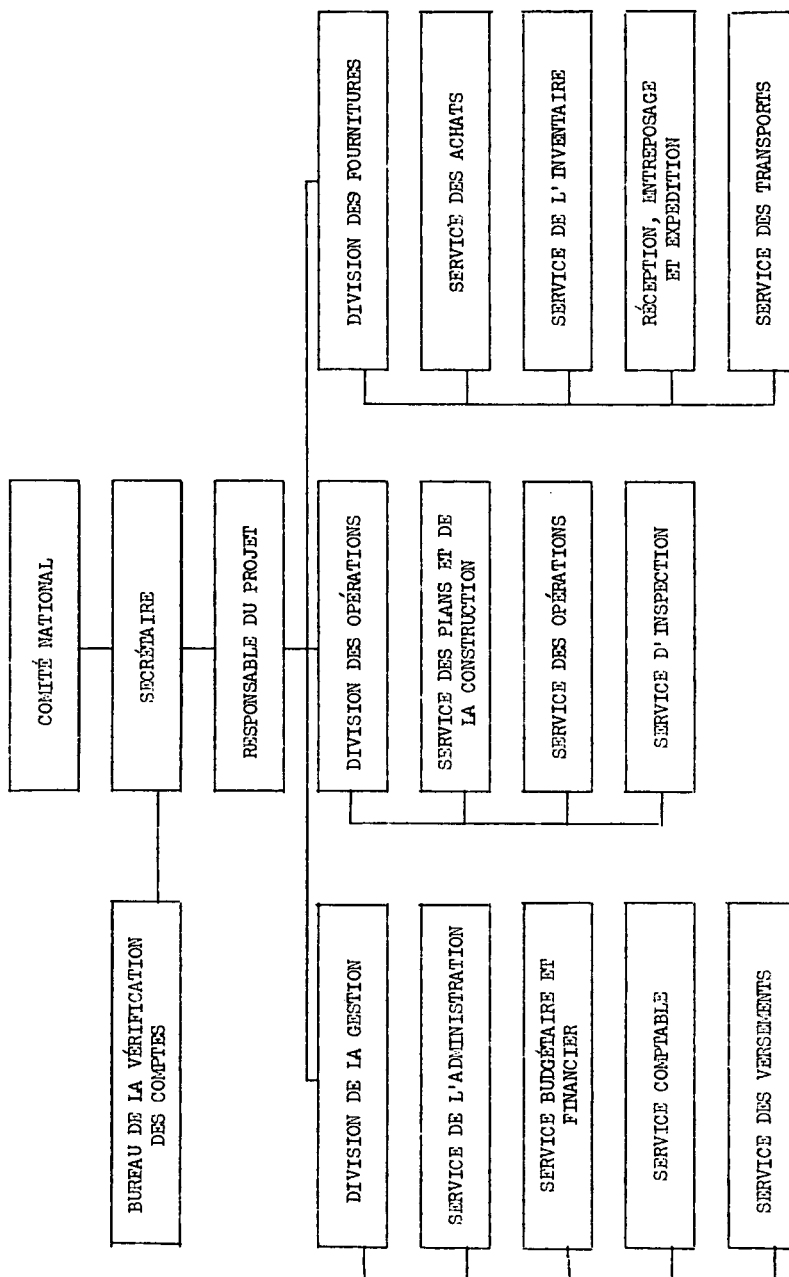 COMITÉ NATIONAL
BUREAU DE LA VÉRIFICATION
DES COMPTES
SECRÉTAIRE
RESPONSABLE DU PROJET
DIVISION DE LA GESTION
SERVICE DE L'ADMINISTRATION
SERVICE BUDGÉTAIRE ET
FINANCIER
SERVICE COMPTABLE
SERVICE DES VERSEMENTS
DIVISION DES OPÉRATIONS
SERVICE DES PLANS ET DE
LA CONSTRUCTION
SERVICE DES OPÉRATIONS
SERVICE D'INSPECTION
DIVISION DES FOURNITURES
SERVICE DES ACHATS
SERVICE DE L'INVENTAIRE
RÉCEPTION, ENTREPOSAGE
ET EXPEDITION
SERVICE DES TRANSPORTS